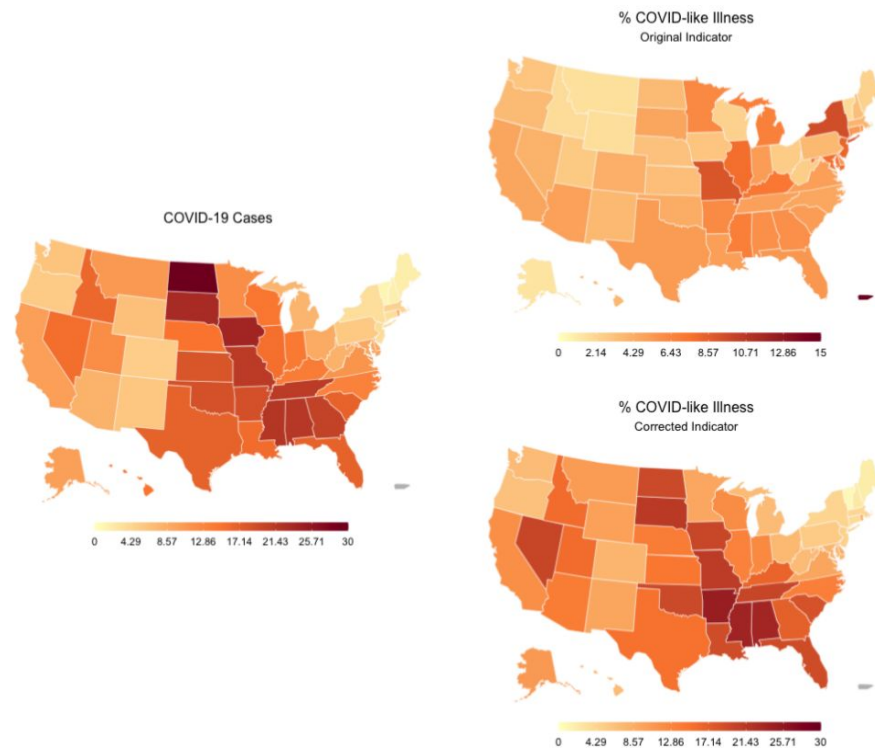 COVID-19 Cases
0 4.29 8.57 12.86 17.14 21.43 25.71 30
% COVID-like Illness
Original Indicator
0 2.14 4.29 6.43 8.57 10.71 12.86 15
% COVID-like Illness
Corrected Indicator
0 4.29 8.57 12.86 17.14 21.43 25.71 30